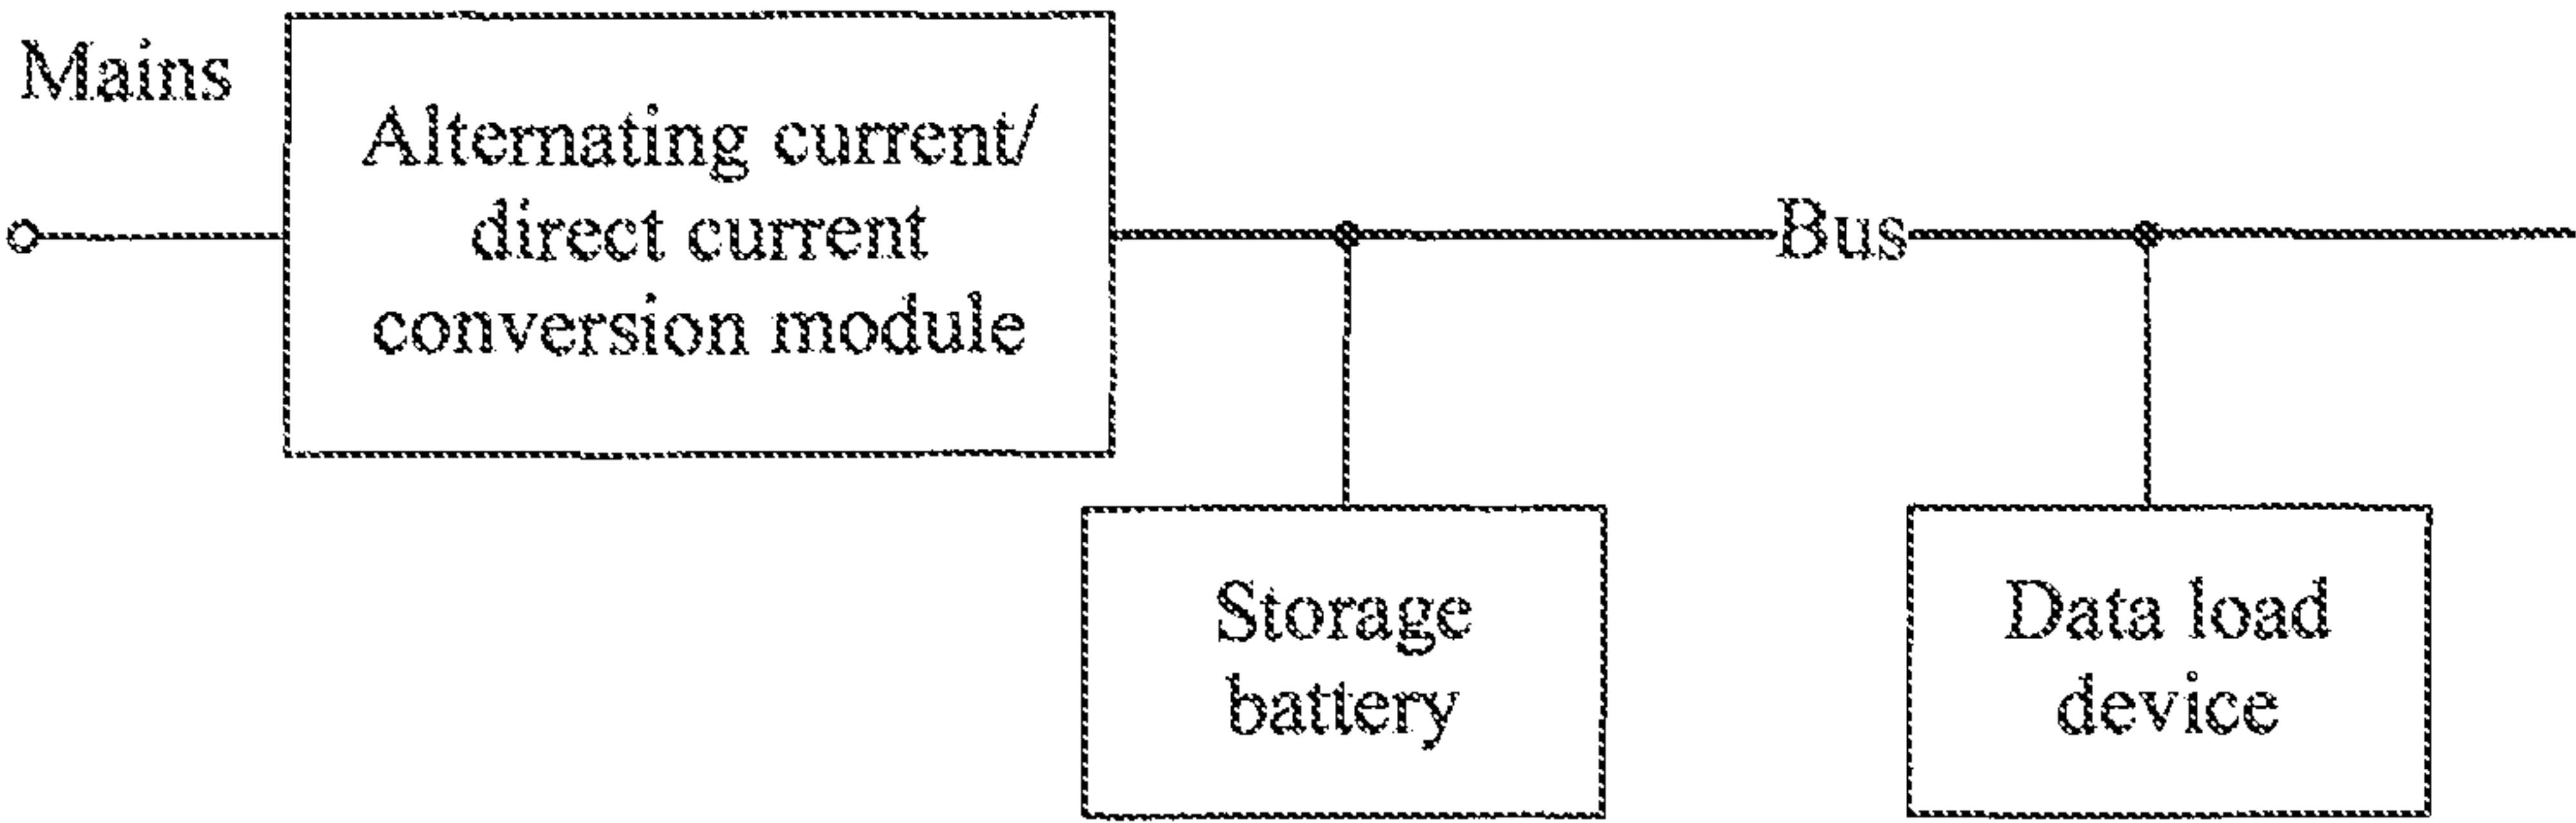 Mains
Alternating current/
direct current
conversion module
Bus
Storage
battery
Data load
device